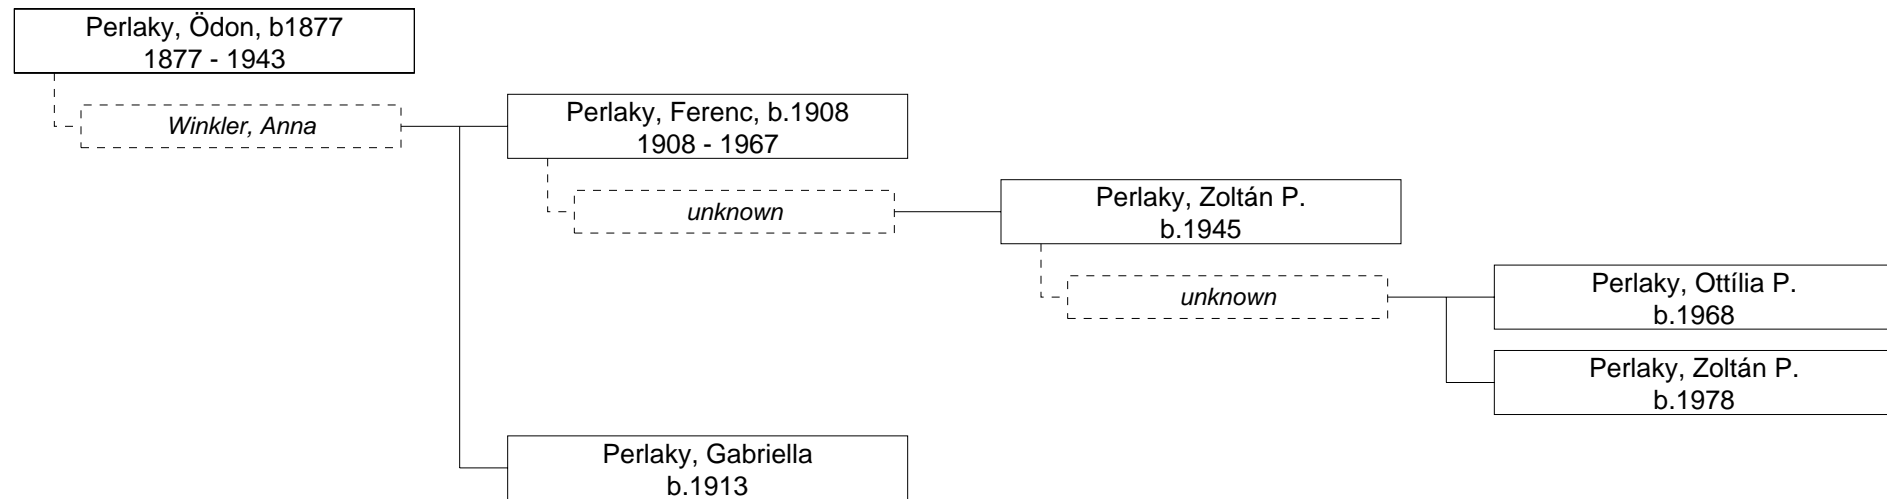 Perlaky, Ödon, b1877
1877 - 1943
Winkler, Anna
Perlaky, Ferenc, b.1908
1908 - 1967
unknown
Perlaky, Zoltán P.
b.1945
unknown
Perlaky, Ottília P.
b.1968
Perlaky, Zoltán P.
b.1978
Perlaky, Gabriella
b.1913